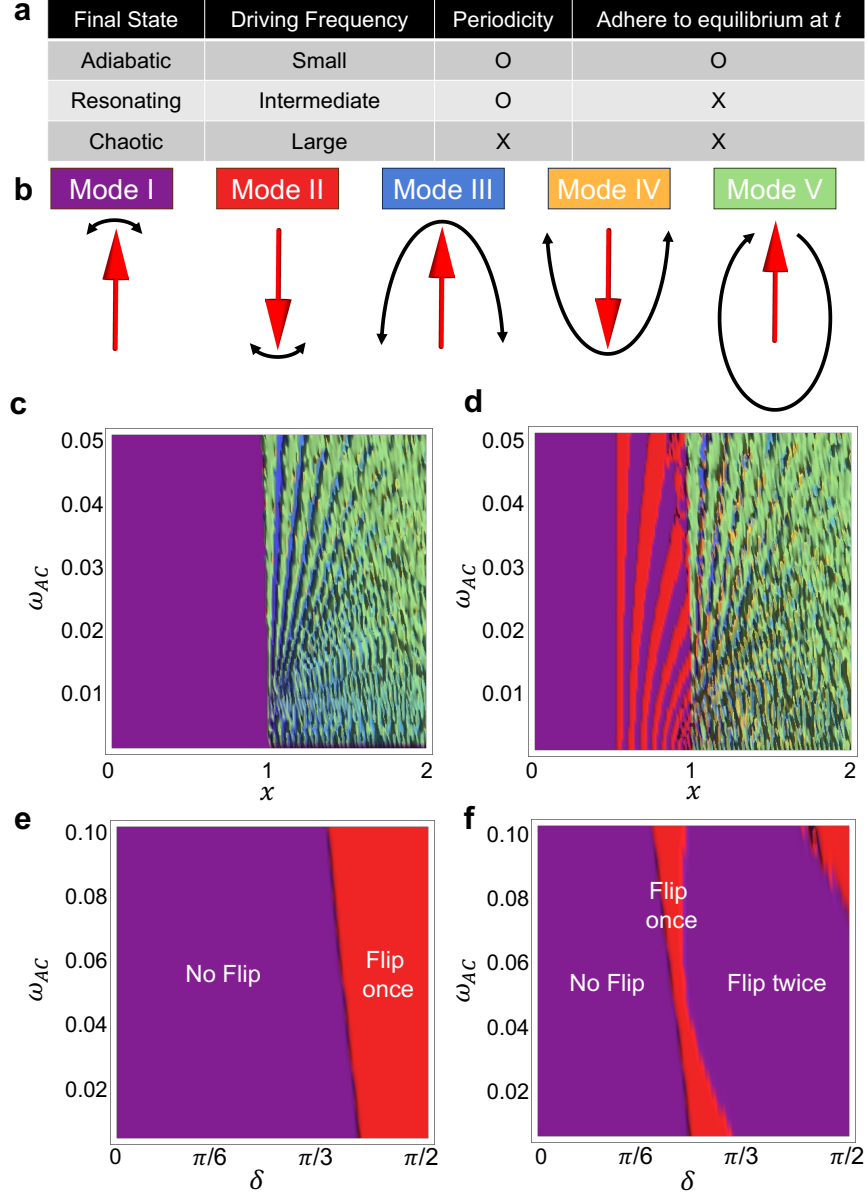 a
Final State Driving Frequency Periodicity Adhere to equilibrium at t
Adiabatic Small O O
Resonating Intermediate O X
Chaotic Large X X
b
Mode I Mode II Mode III Mode IV Mode V
c
0.05
0.04
0.03
0.02
0.01
ω_AC
0 1 2
x
d
0.05
0.04
0.03
0.02
0.01
ω_AC
0 1 2
x
e
0.10
0.08
0.06
0.04
0.02
ω_AC
No Flip
Flip
once
0 π/6 π/3 π/2
δ
f
0.10
0.08
0.06
0.04
0.02
ω_AC
Flip
once
No Flip
Flip twice
0 π/6 π/3 π/2
δ